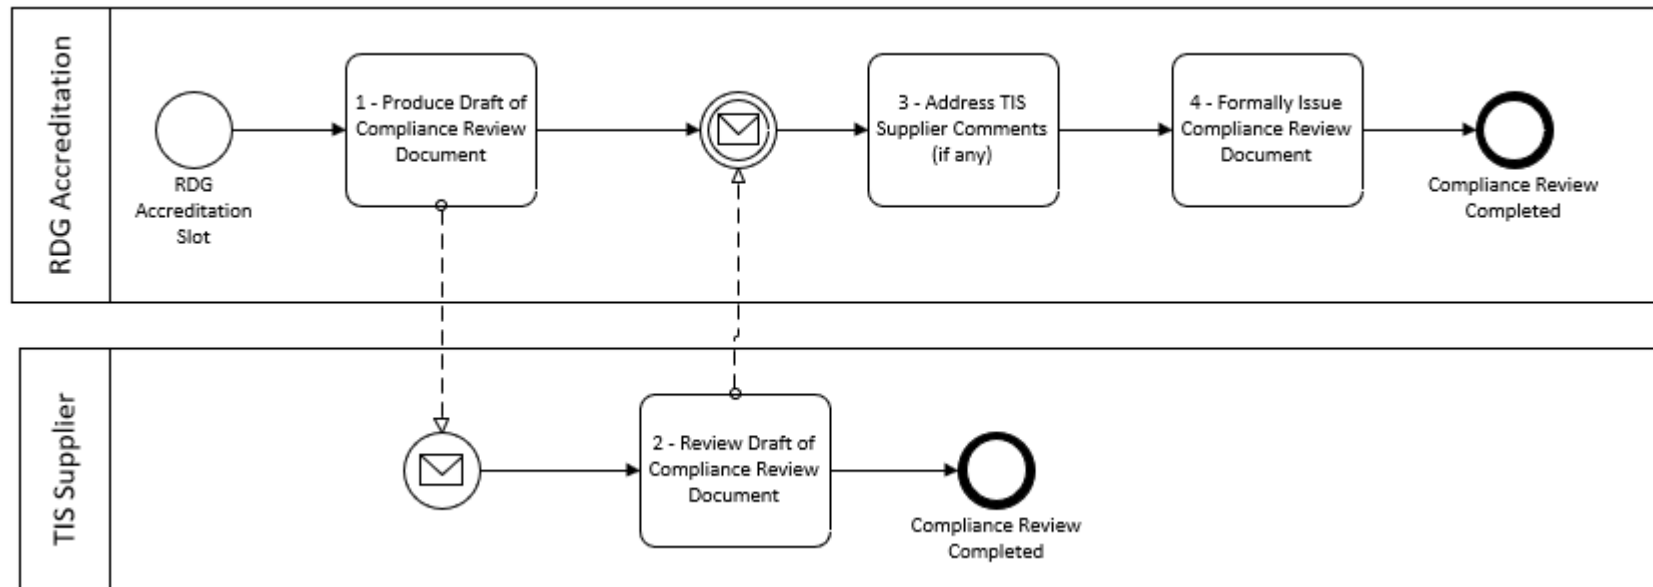 RDG Accreditation
RDG
Accreditation
Slot
1 - Produce Draft of
Compliance Review
Document
3 - Address TIS
Supplier Comments
(if any)
4 - Formally Issue
Compliance Review
Document
Compliance Review
Completed
TIS Supplier
2 - Review Draft of
Compliance Review
Document
Compliance Review
Completed